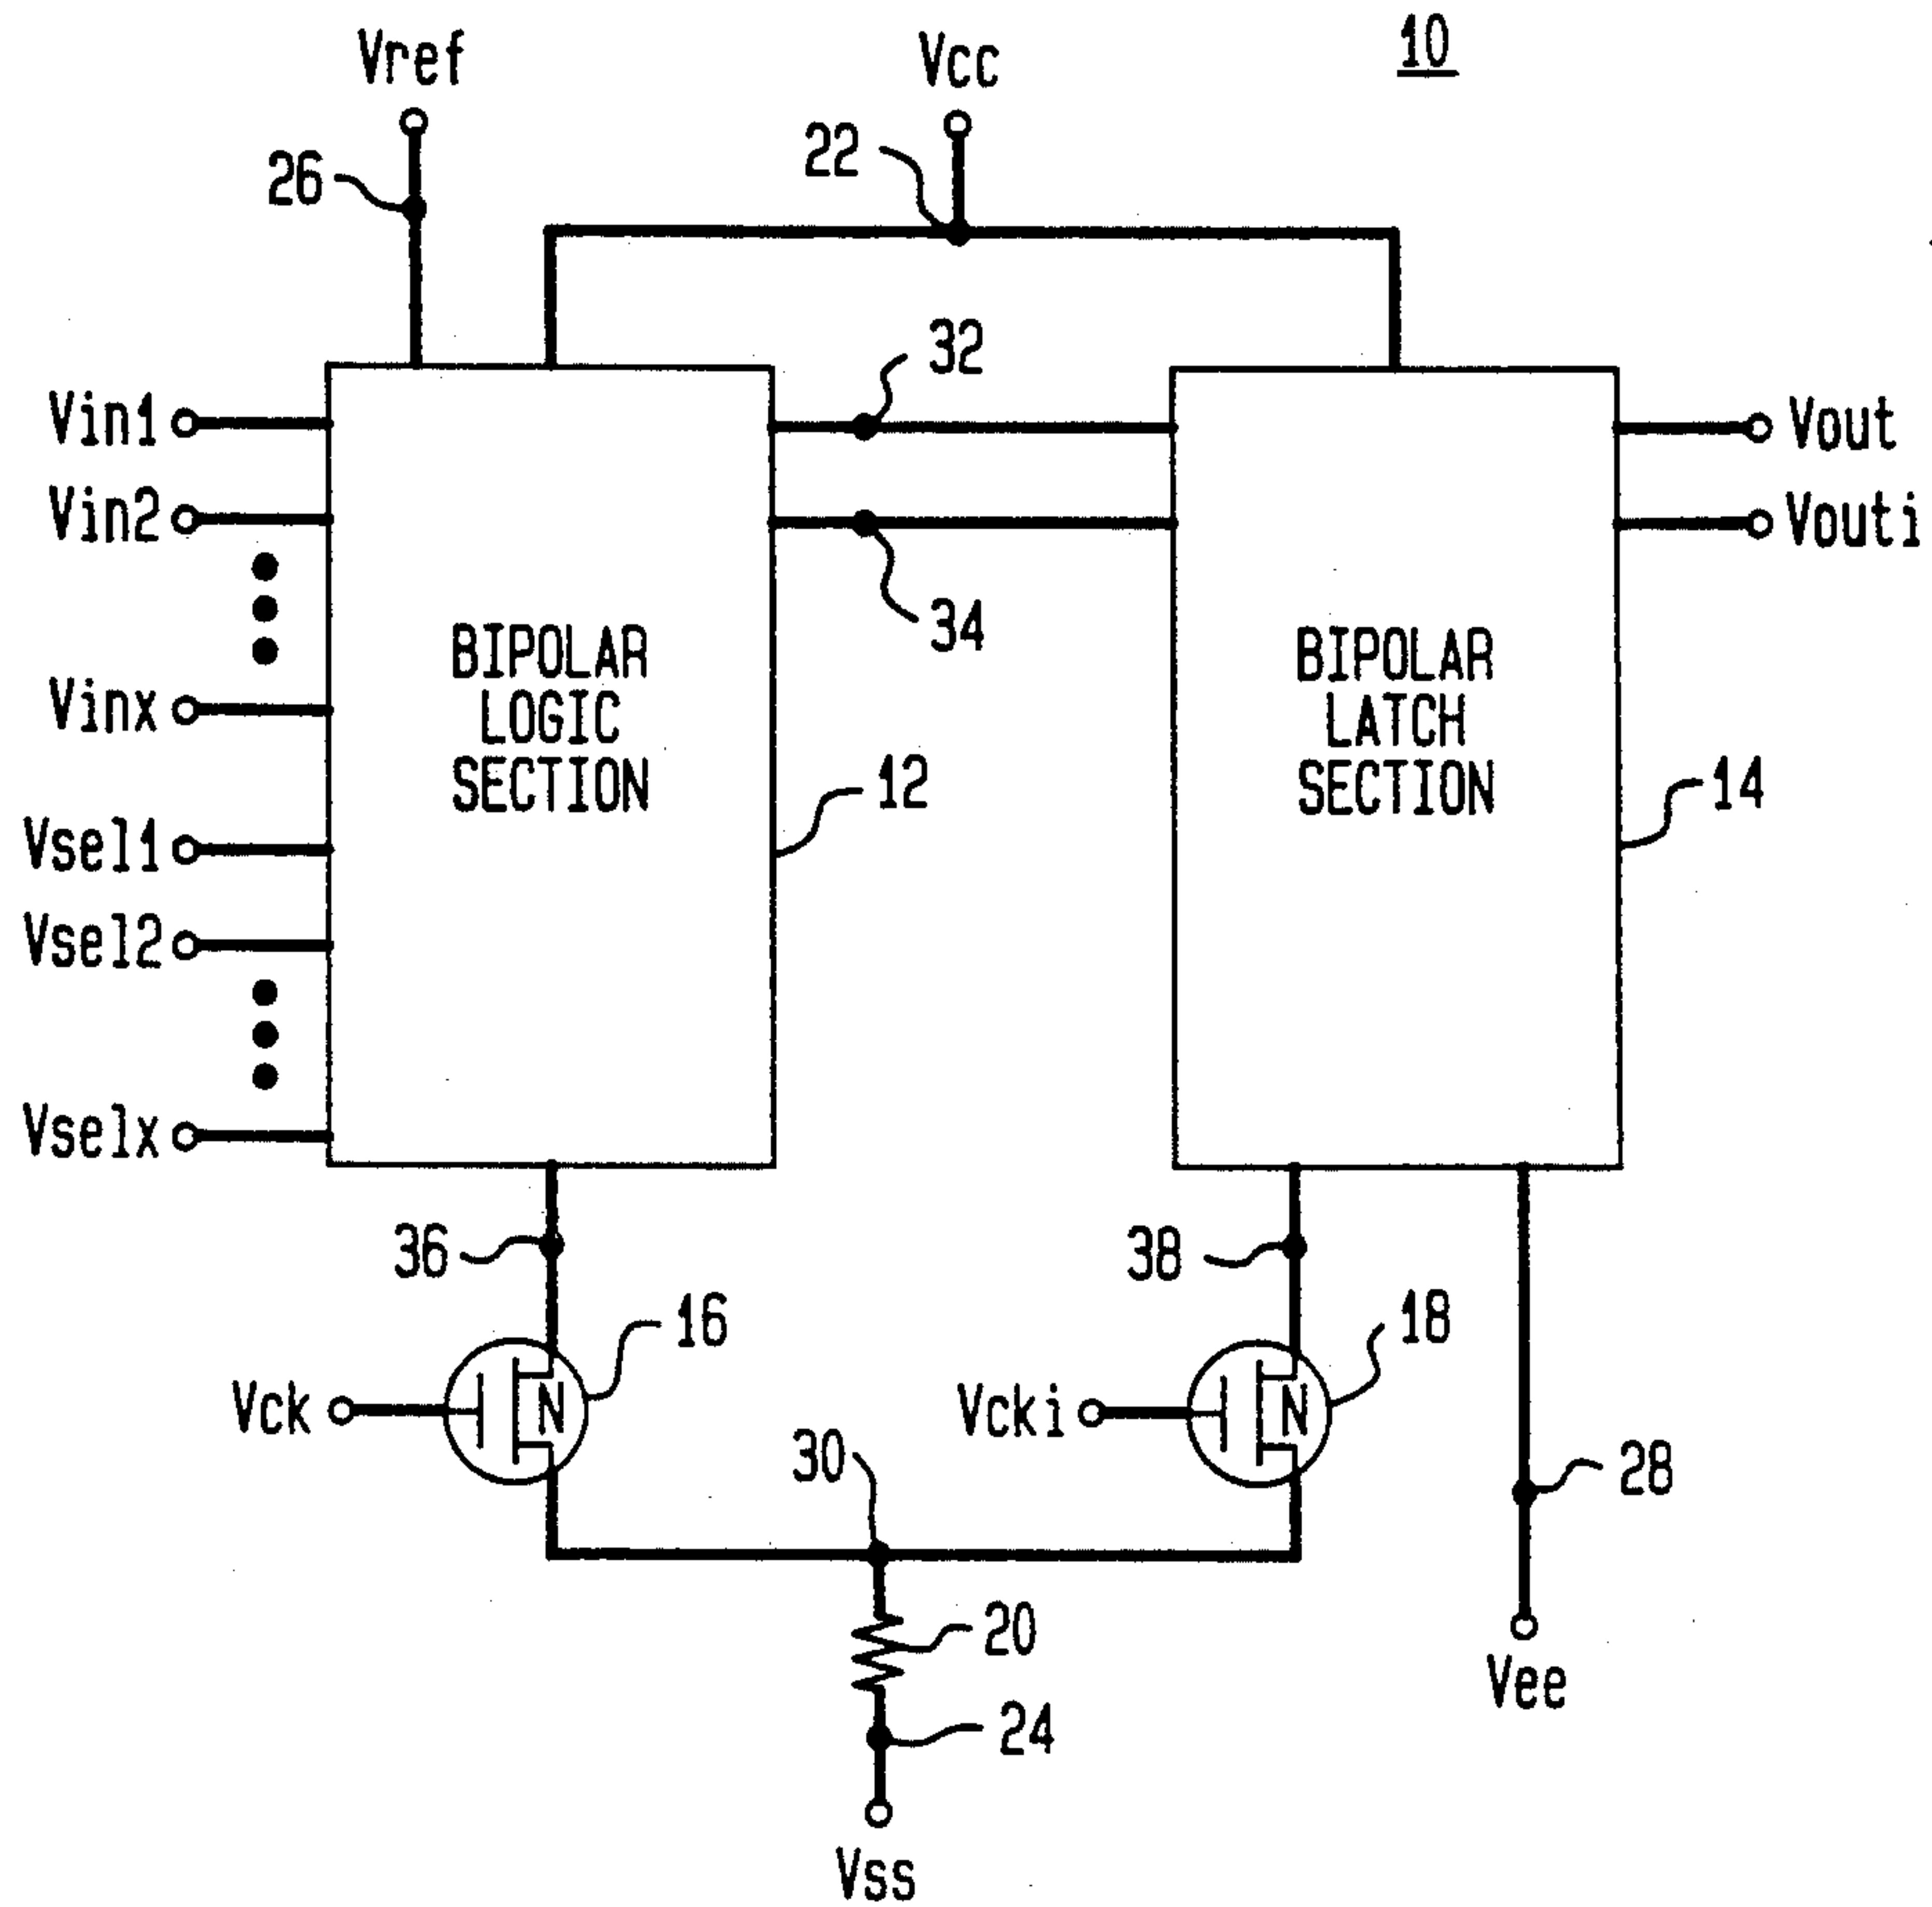 Vref
Vcc
10
26
22
32
Vin1
Vout
Vin2
Vouti
34
BIPOLAR
LOGIC
SECTION
BIPOLAR
LATCH
SECTION
Vinx
12
14
Vsel1
Vsel2
Vselx
36
38
16
18
Vck
N
Vcki
N
30
28
20
Vee
24
Vss